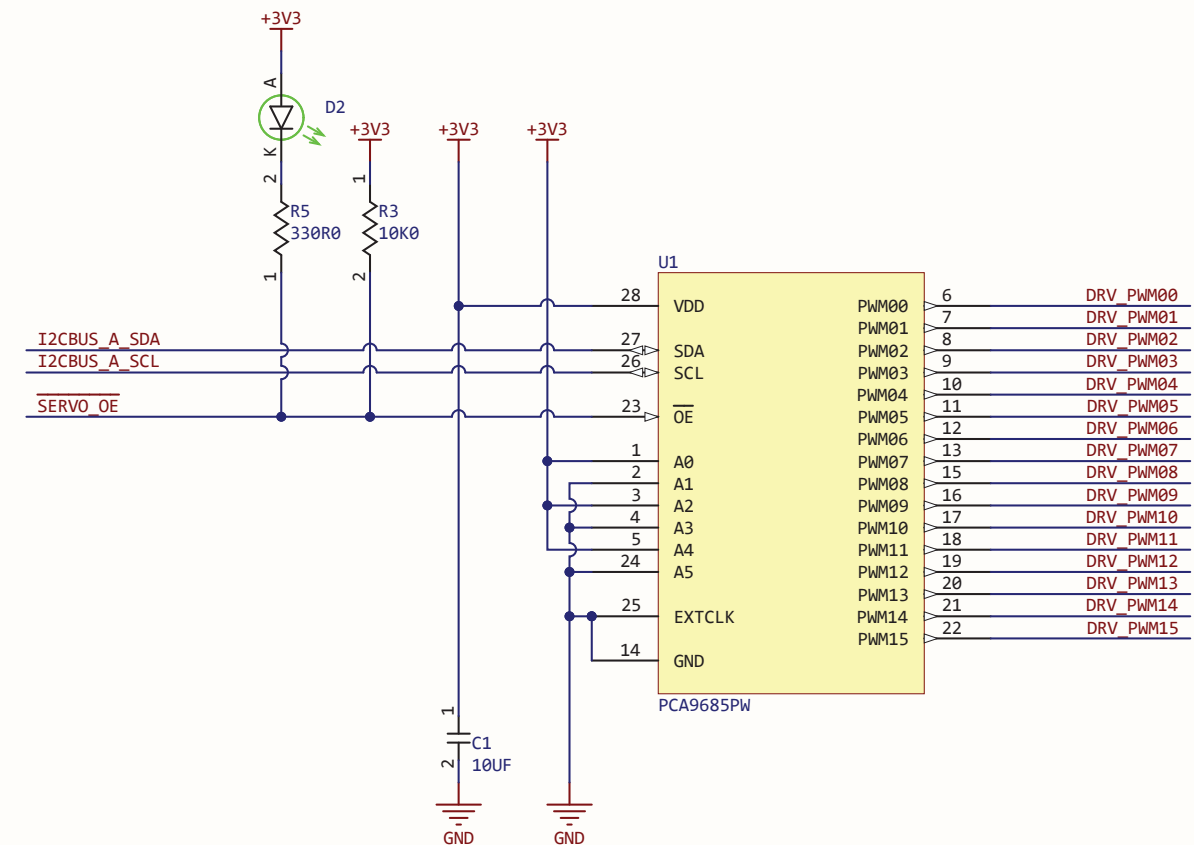 +3V3
A
D2
+3V3
+3V3
+3V3
K
2
1
R5
330R0
R3
10K0
1
2
U1
28
VDD
PWM00
6
DRV_PWM00
PWM01
7
DRV_PWM01
I2CBUS_A_SDA
27
SDA
PWM02
8
DRV_PWM02
I2CBUS_A_SCL
26
SCL
PWM03
9
DRV_PWM03
PWM04
10
DRV_PWM04
SERVO_OE
23
OE
PWM05
11
DRV_PWM05
PWM06
12
DRV_PWM06
1
A0
PWM07
13
DRV_PWM07
2
A1
PWM08
15
DRV_PWM08
3
A2
PWM09
16
DRV_PWM09
4
A3
PWM10
17
DRV_PWM10
5
A4
PWM11
18
DRV_PWM11
24
A5
PWM12
19
DRV_PWM12
PWM13
20
DRV_PWM13
25
EXTCLK
PWM14
21
DRV_PWM14
PWM15
22
DRV_PWM15
14
GND
PCA9685PW
1
C1
10UF
2
GND
GND